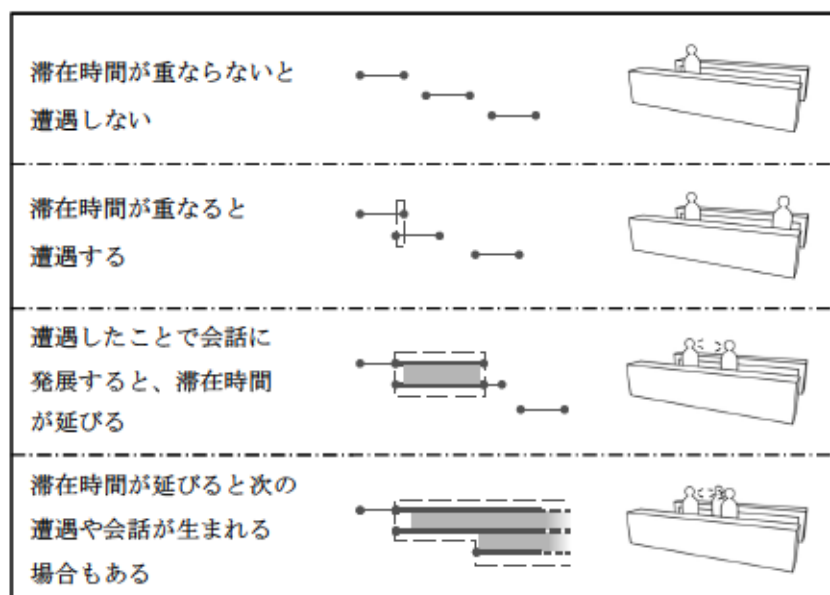 滞在時間が重ならないと
遭遇しない
滞在時間が重なると
遭遇する
遭遇したことで会話に
発展すると、滞在時間
が延びる
滞在時間が延びると次の
遭遇や会話が生まれる
場合もある